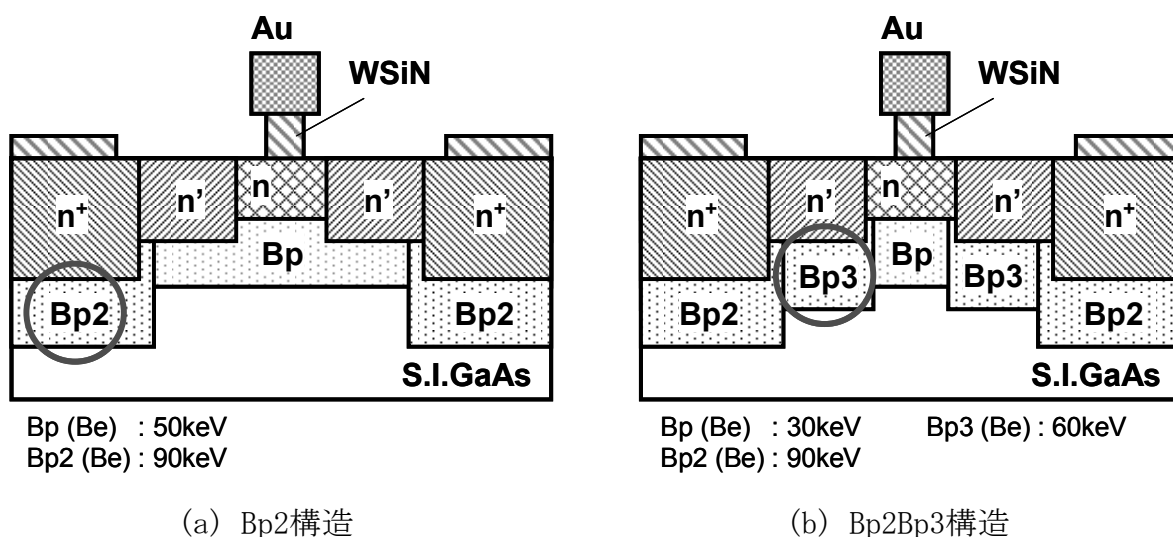 Au
WSiN
n+
n’
n
n’
n+
Bp
Bp2
Bp2
S.I.GaAs
Bp (Be) : 50keV
Bp2 (Be) : 90keV
(a) Bp2構造
Au
WSiN
n+
n’
n
n’
n+
Bp3
Bp
Bp3
Bp2
Bp2
S.I.GaAs
Bp (Be) : 30keV Bp3 (Be) : 60keV
Bp2 (Be) : 90keV
(b) Bp2Bp3構造